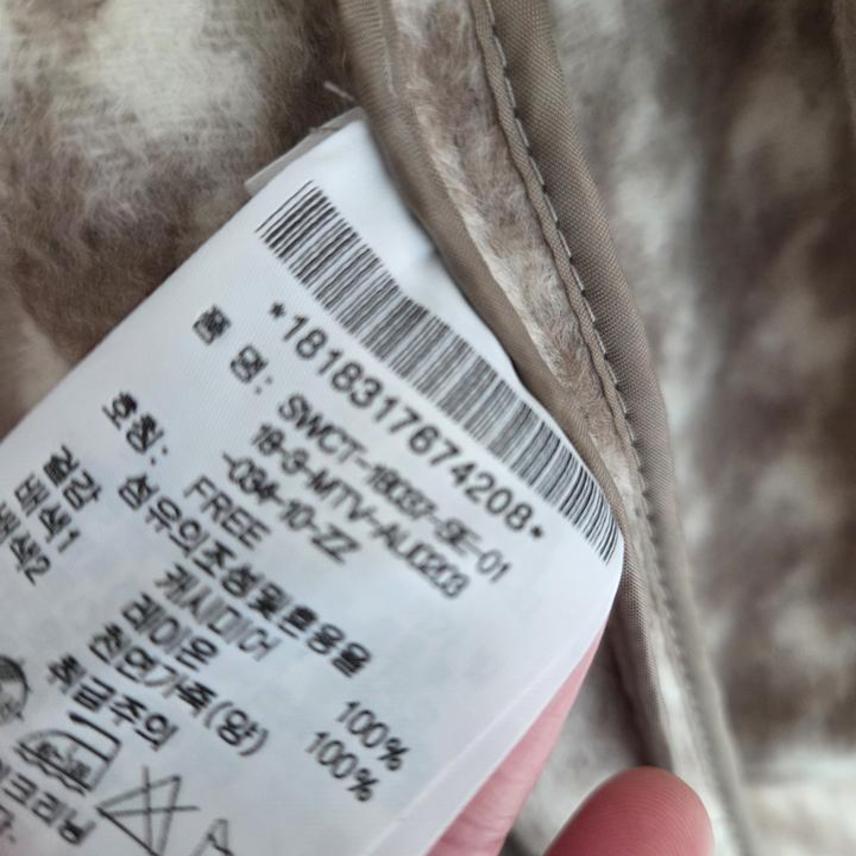 *1818317674208*
품 명: SWCT-18037-SE-01
18-3-MTV-AU0203
-034-10-ZZ
호칭: FREE
섬유의조성및혼용율
겉감 캐시미어 100%
배색1 레이온 100%
배색2 천연가죽(양)
취급주의